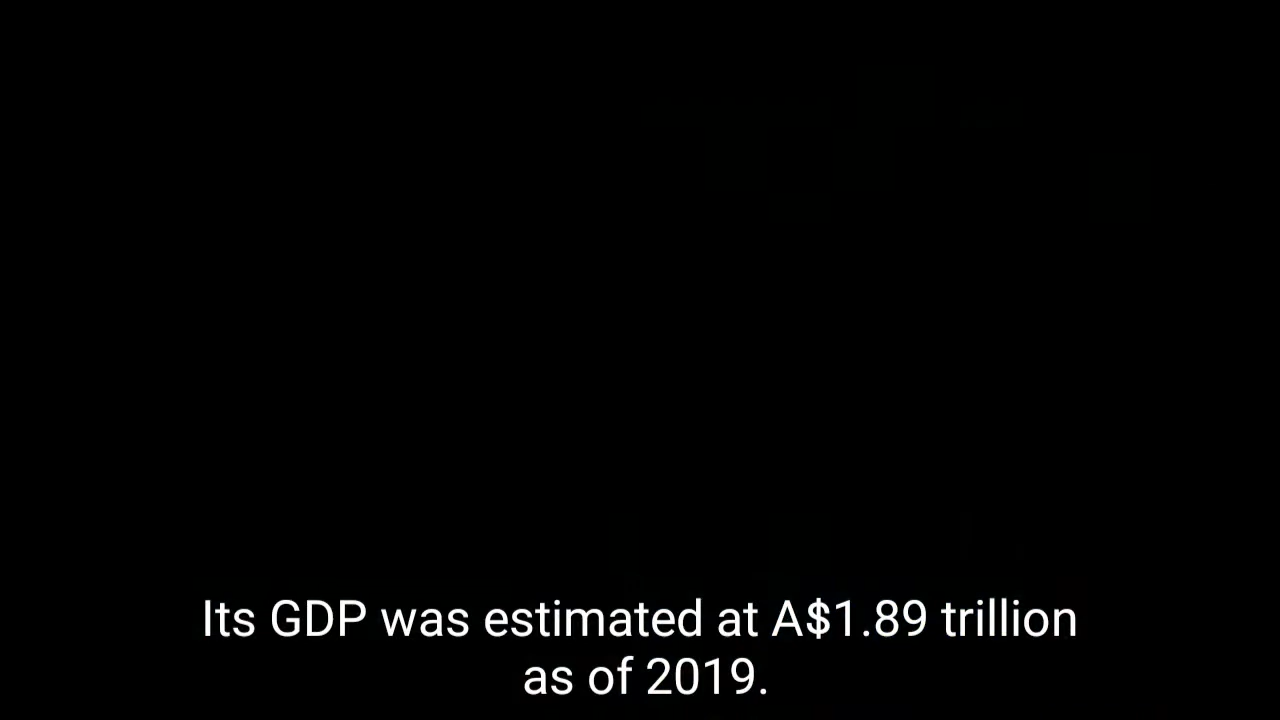 Its GDP was estimated at A$1.89 trillion
as of 2019.